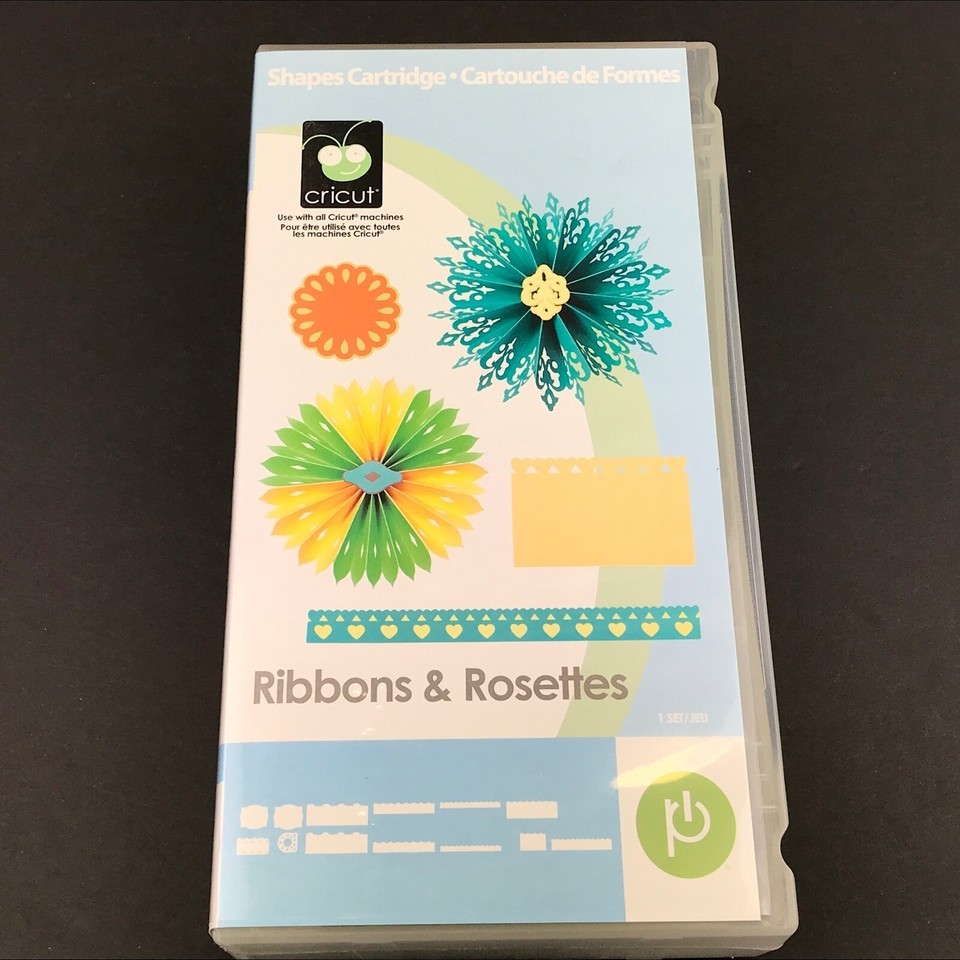 Shapes Cartridge • Cartouche de Formes
cricut®
Use with all Cricut® machines
Pour être utilisé avec toutes
les machines Cricut®
Ribbons & Rosettes
1 SET/JEU